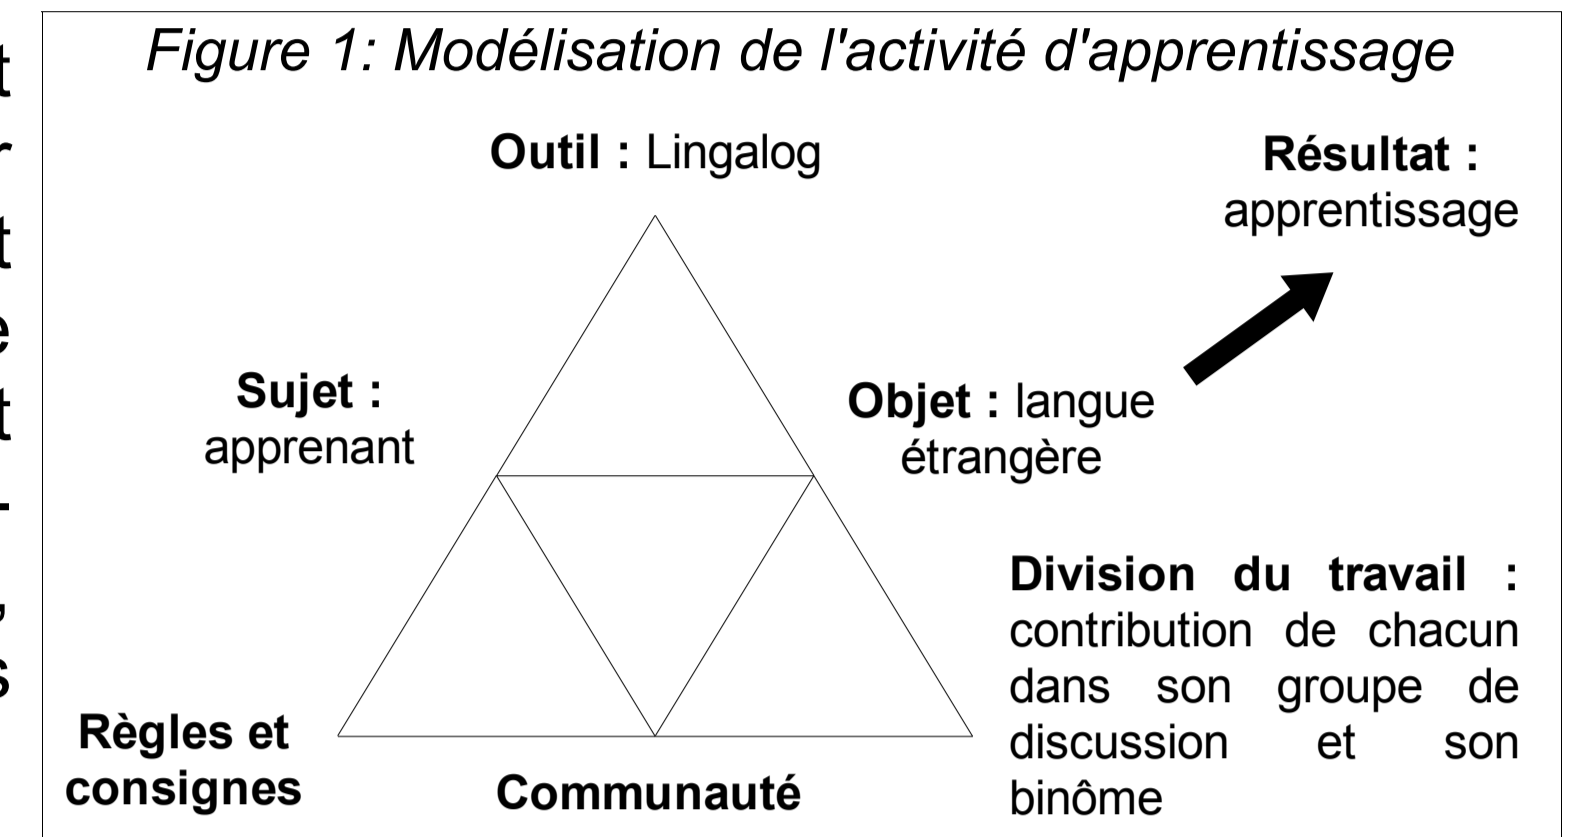 Figure 1: Modélisation de l'activité d'apprentissage
Outil : Lingalog
Résultat :
apprentissage
Sujet :
apprenant
Objet : langue
étrangère
Division du travail :
contribution de chacun
dans son groupe de
discussion et son
binôme
Règles et
consignes
Communauté